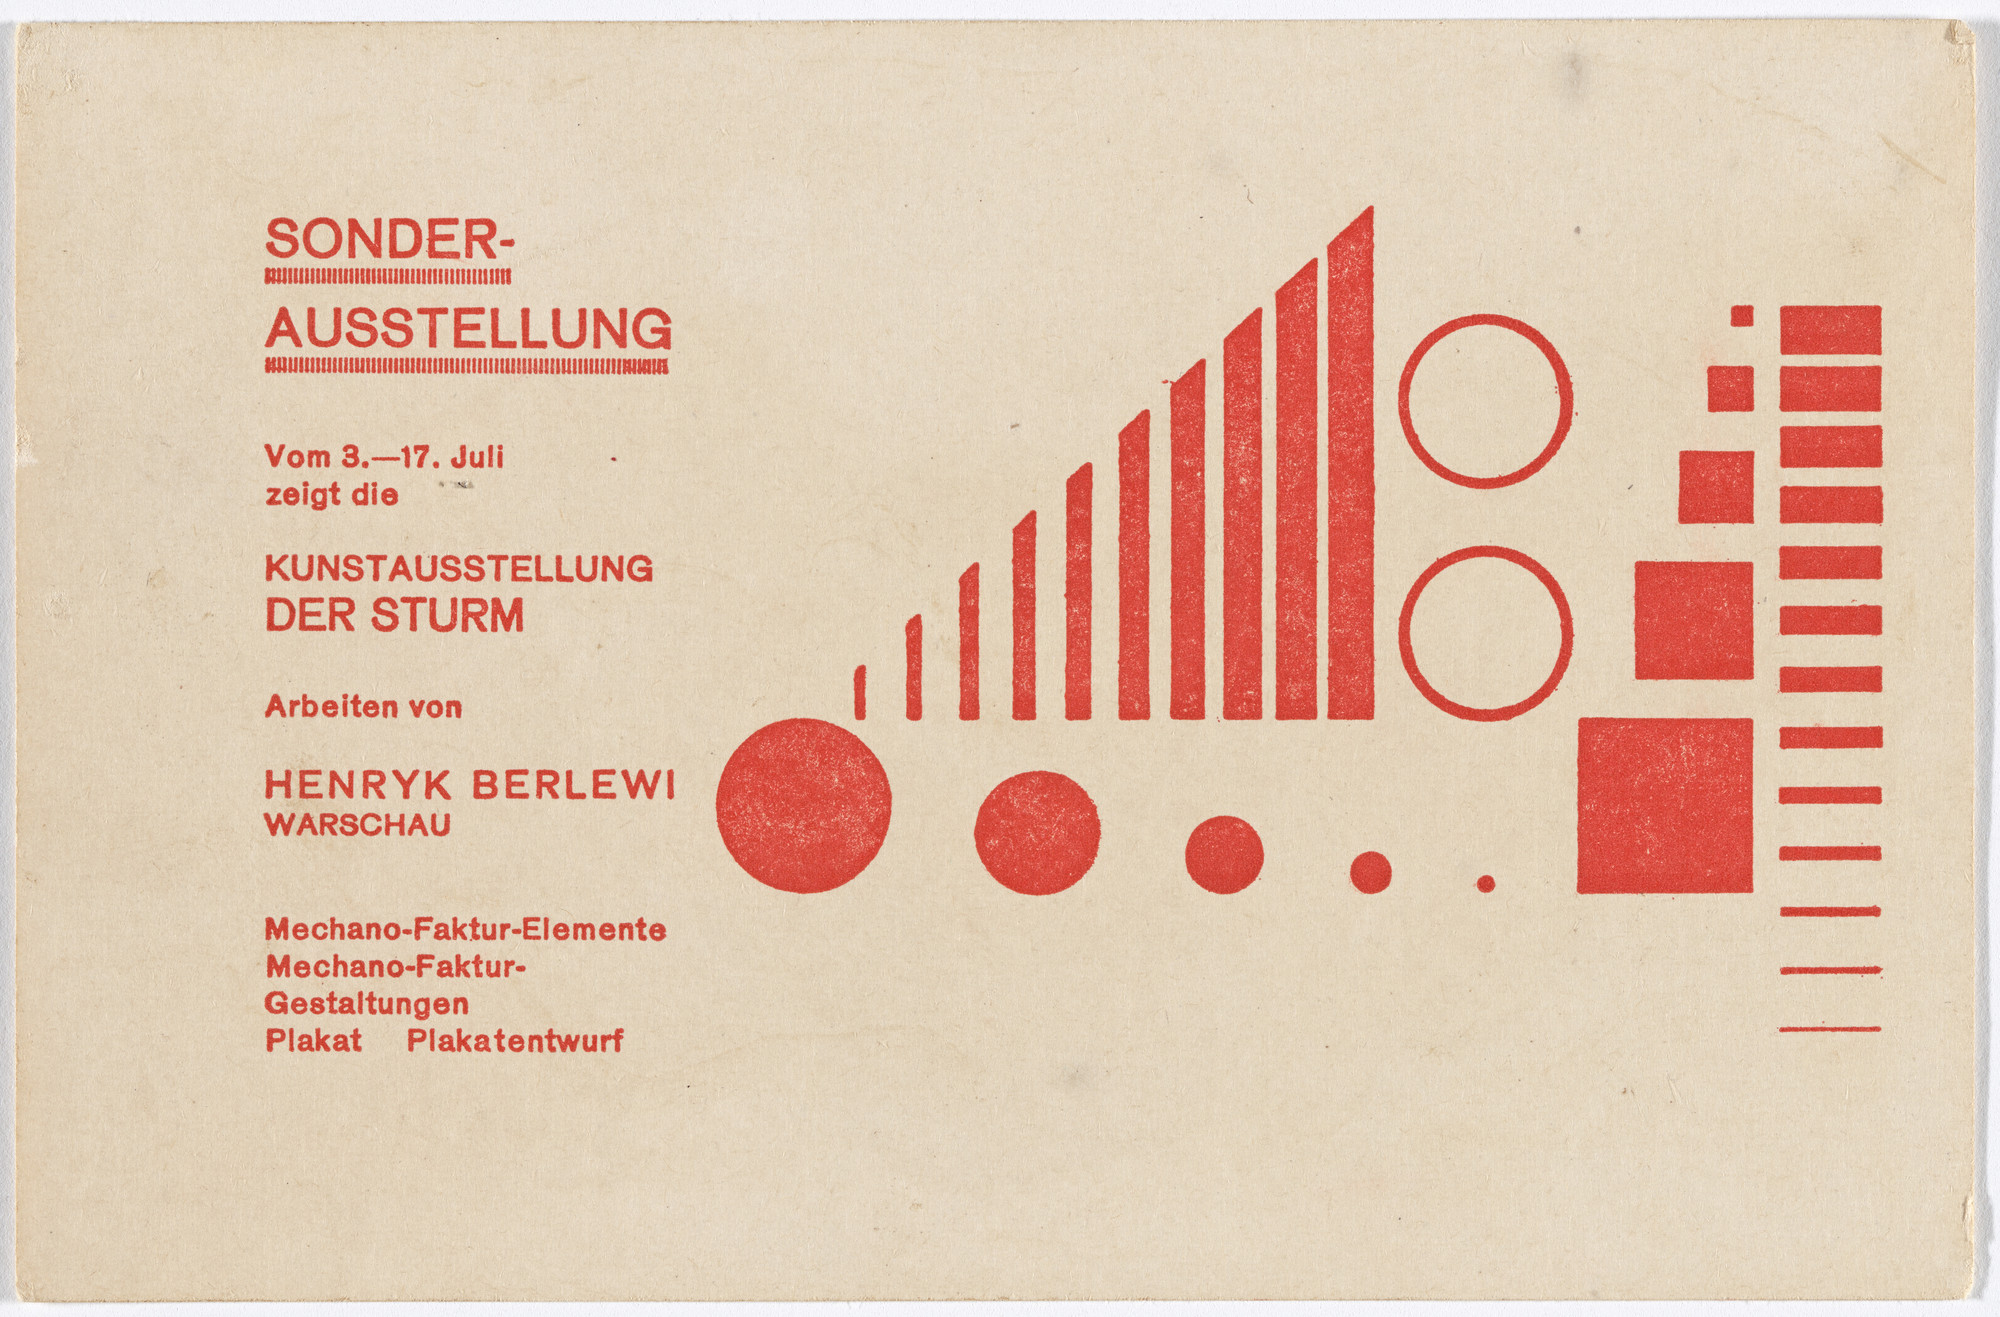 SONDER-
AUSSTELLUNG
Vom 3.—17. Juli
zeigt die
KUNSTAUSSTELLUNG
DER STURM
Arbeiten von
HENRYK BERLEWI
WARSCHAU
Mechano-Faktur-Elemente
Mechano-Faktur-
Gestaltungen
Plakat Plakatentwurf